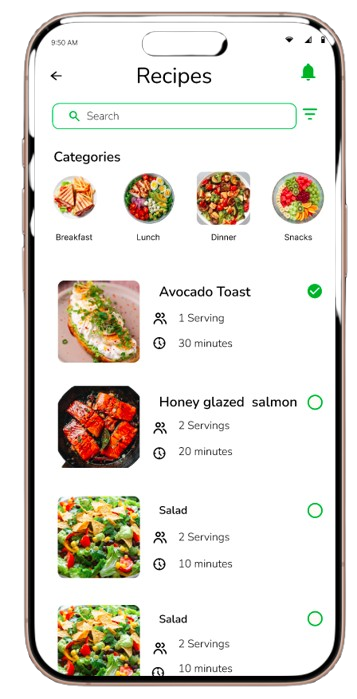 9:50 AM
Recipes
Search
Categories
Breakfast Lunch Dinner Snacks
Avocado Toast
1 Serving
30 minutes
Honey glazed salmon
2 Servings
20 minutes
Salad
2 Servings
10 minutes
Salad
2 Servings
10 minutes